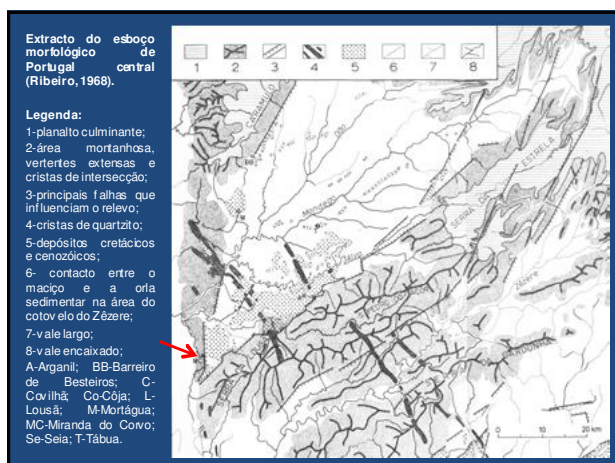 Extracto do esboço
morfológico de
Portugal central
(Ribeiro, 1968).
Legenda:
1-planalto culminante;
2-área montanhosa,
vertentes extensas e
cristas de intersecção;
3-principais falhas que
influenciam o relevo;
4-cristas de quartzito;
5-depósitos cretácicos
e cenozóicos;
6- contacto entre o
maciço e a orla
sedimentar na área do
cotovelo do Zêzere;
7-vale largo;
8-vale encaixado;
A-Arganil; BB-Barreiro
de Besteiros; C-
Covilhã; Co-Côja; L-
Lousã; M-Mortágua;
MC-Miranda do Corvo;
Se-Seia; T-Tábua.
1 2 3 4 5 6 7 8
CARAMULO
BB
ESTRELA
SERRA DA
Mondego
Zêzere
GARDUNHA
0 20 km